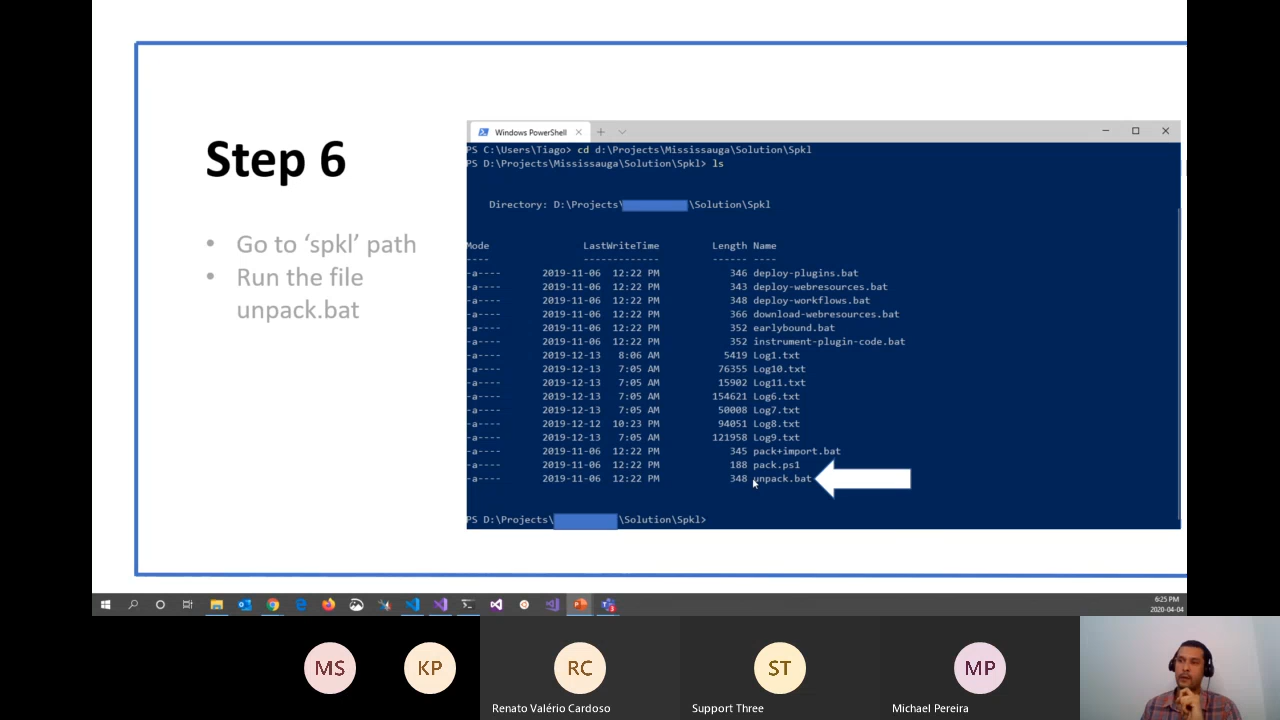 Step 6
• Go to ‘spkl’ path
• Run the file
unpack.bat
Windows PowerShell
PS C:\Users\Tiago> cd d:\Projects\Mississauga\Solution\Spkl
PS D:\Projects\Mississauga\Solution\Spkl> ls
Directory: D:\Projects\ \Solution\Spkl
Mode LastWriteTime Length Name
---- ------------- ------ ----
-a---- 2019-11-06 12:22 PM 346 deploy-plugins.bat
-a---- 2019-11-06 12:22 PM 343 deploy-webresources.bat
-a---- 2019-11-06 12:22 PM 348 deploy-workflows.bat
-a---- 2019-11-06 12:22 PM 366 download-webresources.bat
-a---- 2019-11-06 12:22 PM 352 earlybound.bat
-a---- 2019-11-06 12:22 PM 352 instrument-plugin-code.bat
-a---- 2019-12-13 8:06 AM 5419 Log1.txt
-a---- 2019-12-13 7:05 AM 76355 Log10.txt
-a---- 2019-12-13 7:05 AM 15902 Log11.txt
-a---- 2019-12-13 7:05 AM 154621 Log6.txt
-a---- 2019-12-13 7:05 AM 50008 Log7.txt
-a---- 2019-12-12 10:23 PM 94051 Log8.txt
-a---- 2019-12-13 7:05 AM 121958 Log9.txt
-a---- 2019-11-06 12:22 PM 345 pack+import.bat
-a---- 2019-11-06 12:22 PM 188 pack.ps1
-a---- 2019-11-06 12:22 PM 348 unpack.bat
PS D:\Projects\ \Solution\Spkl>
6:25 PM
2020-04-04
MS
KP
RC
ST
MP
Renato Valério Cardoso
Support Three
Michael Pereira